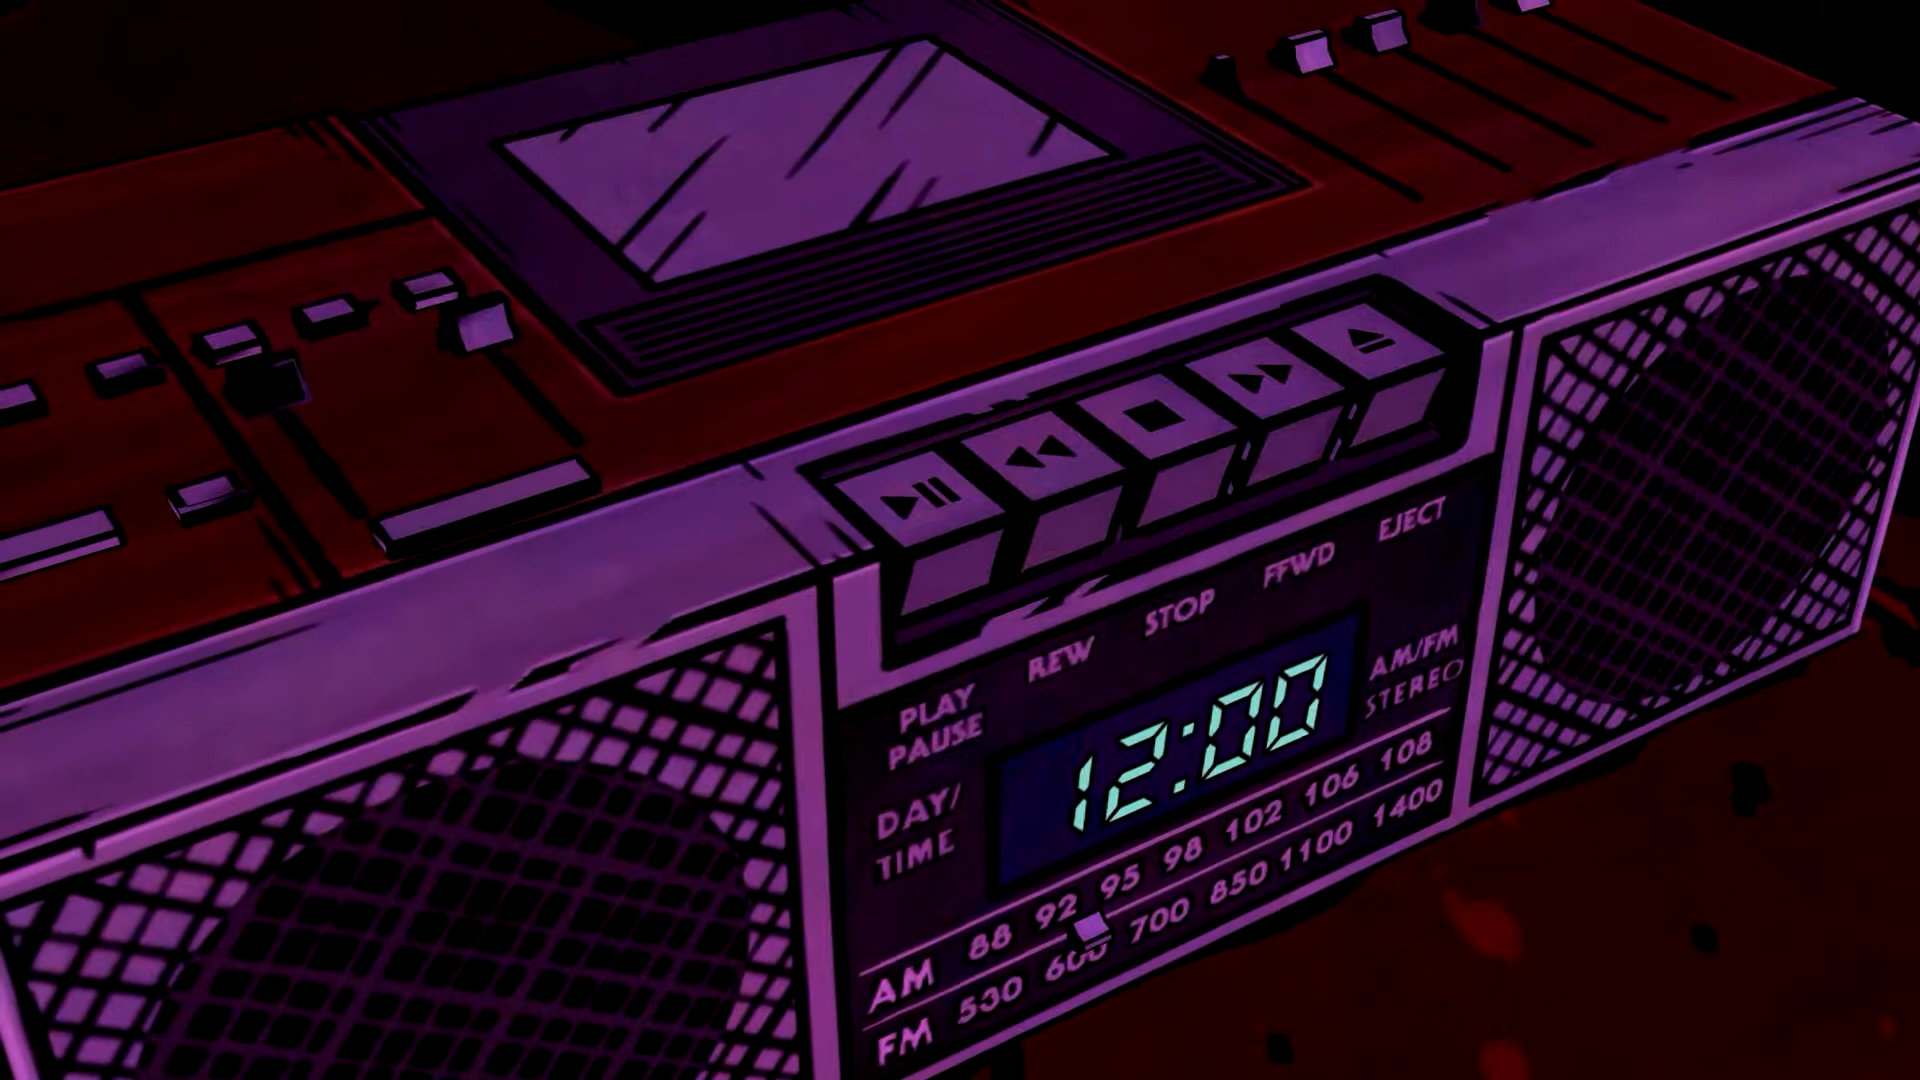 PLAY
PAUSE
REW
STOP
FFWD
EJECT
DAY/
TIME
12:00
AM/FM
STEREO
AM 88 92 95 98 102 106 108
FM 530 600 700 850 1100 1400